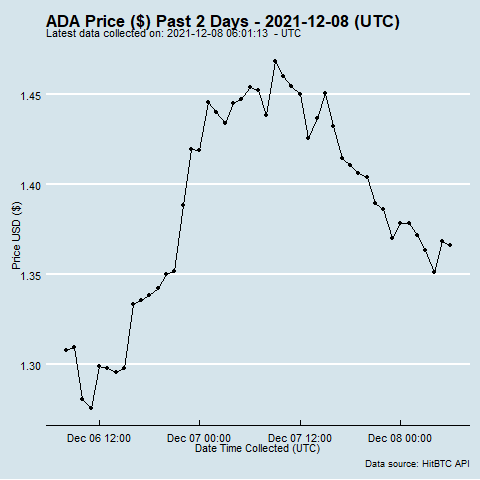 ADA Price ($) Past 2 Days - 2021-12-08 (UTC)
Latest data collected on: 2021-12-08 06:01:13 - UTC
Price USD ($)
1.45
1.40
1.35
1.30
Dec 06 12:00
Dec 07 00:00
Dec 07 12:00
Dec 08 00:00
Date Time Collected (UTC)
Data source: HitBTC API